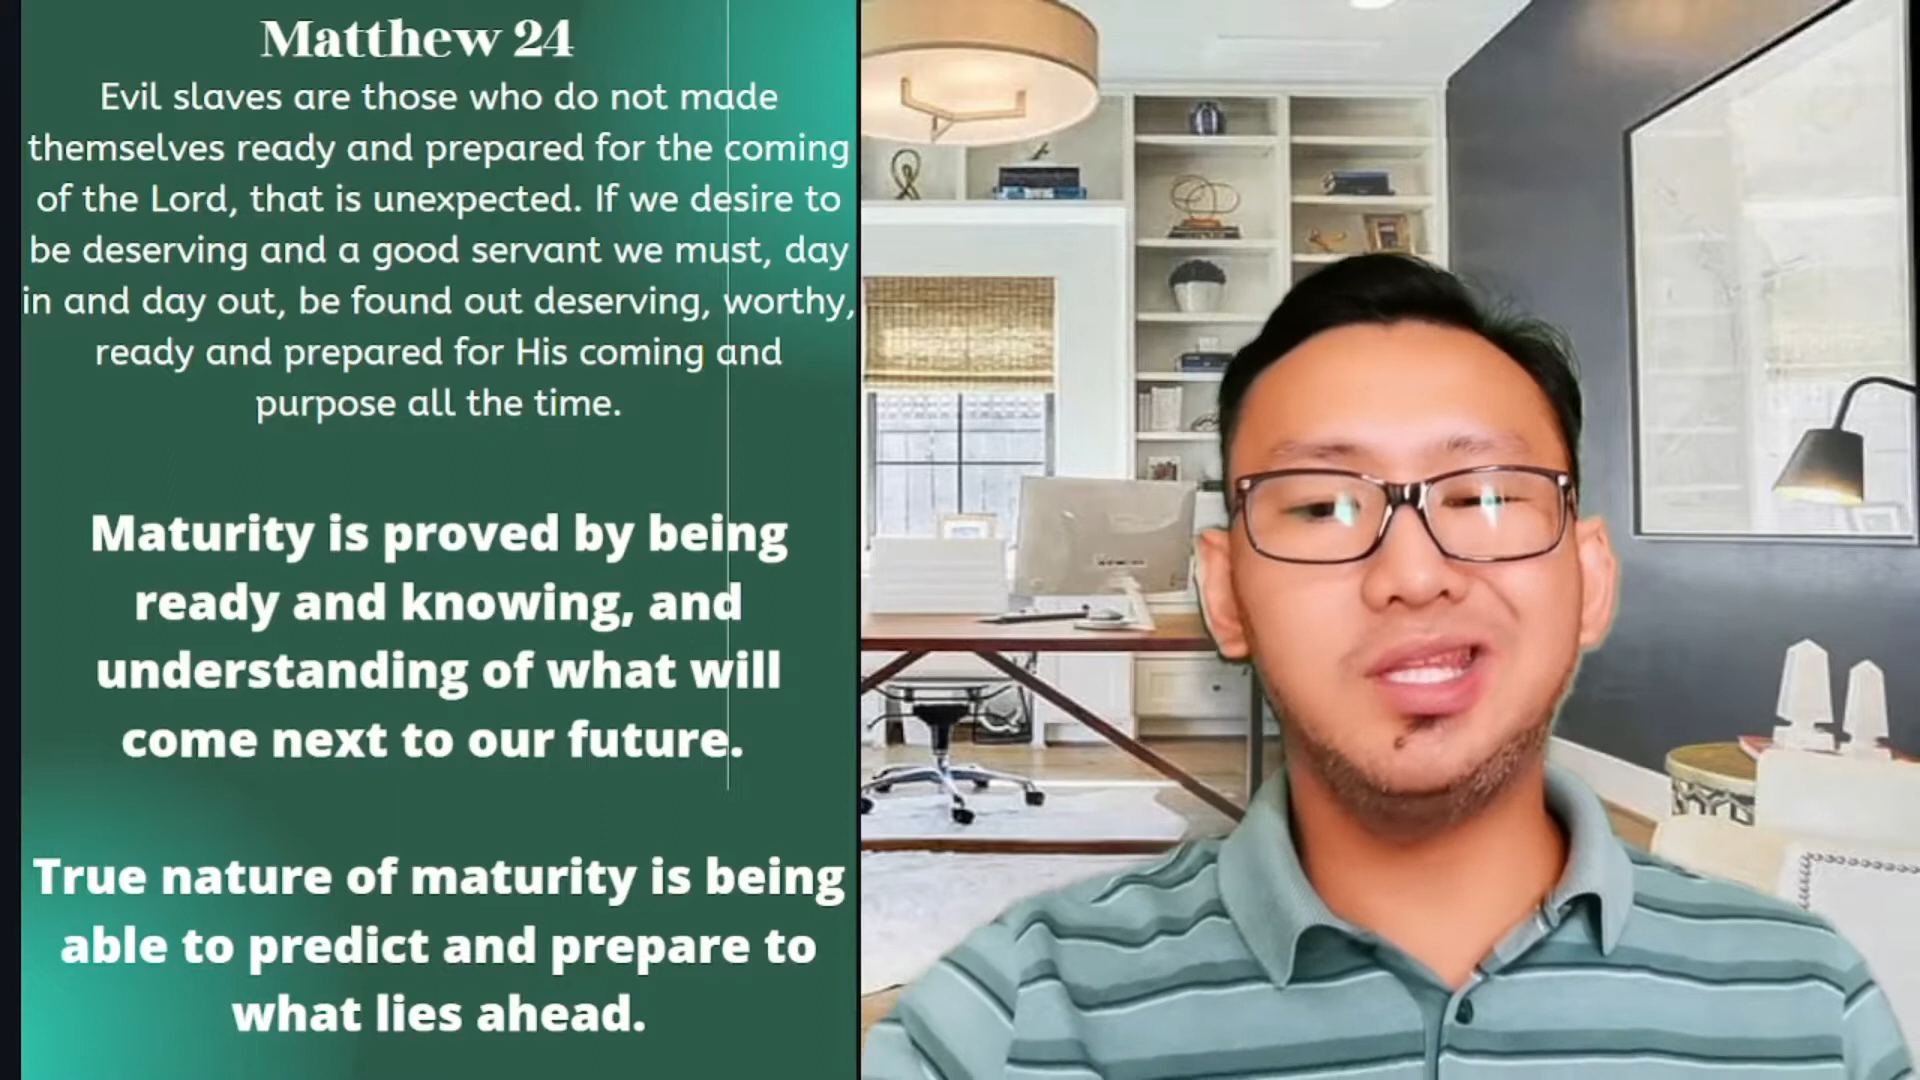 Matthew 24
Evil slaves are those who do not made
themselves ready and prepared for the coming
of the Lord, that is unexpected. If we desire to
be deserving and a good servant we must, day
in and day out, be found out deserving, worthy,
ready and prepared for His coming and
purpose all the time.
Maturity is proved by being
ready and knowing, and
understanding of what will
come next to our future.
True nature of maturity is being
able to predict and prepare to
what lies ahead.